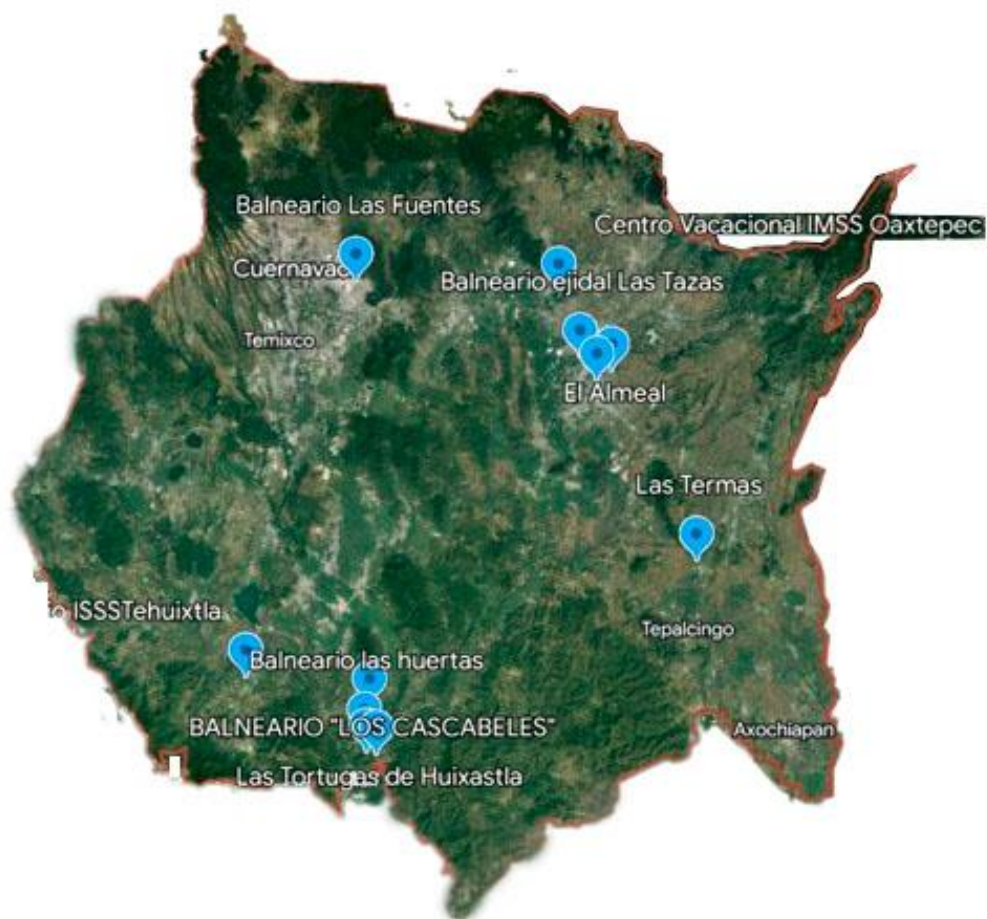 Balneario Las Fuentes
Centro Vacacional IMSS Oaxtepec
Cuernavac
Balneario ejidal Las Tazas
Temixco
El Almeal
Las Termas
o ISSSTehuixtla
Tepalcingo
Balneario las huertas
BALNEARIO "LOS CASCABELES"
Axochiapan
Las Tortugas de Huixastla